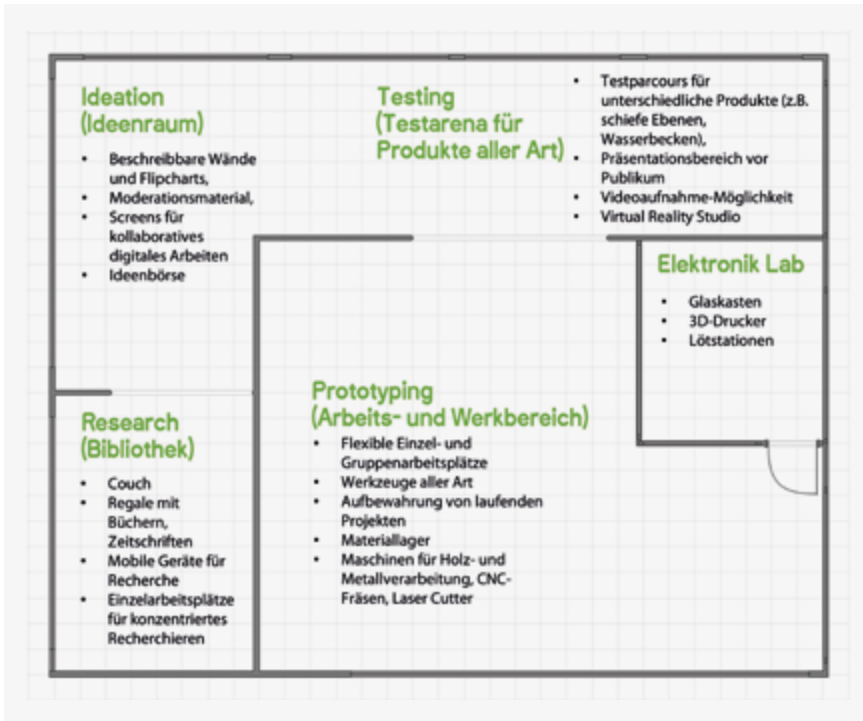 Ideation
(Ideenraum)
• Beschreibbare Wände
und Flipcharts,
• Moderationsmaterial,
• Screens für
kollaboratives
digitales Arbeiten
• Ideenbörse
Testing
(Testarena für
Produkte aller Art)
• Testparcours für
unterschiedliche Produkte (z.B.
schiefe Ebenen,
Wasserbecken),
• Präsentationsbereich vor
Publikum
• Videoaufnahme-Möglichkeit
• Virtual Reality Studio
Elektronik Lab
• Glaskasten
• 3D-Drucker
• Lötstationen
Research
(Bibliothek)
• Couch
• Regale mit
Büchern,
Zeitschriften
• Mobile Geräte für
Recherche
• Einzelarbeitsplätze
für konzentriertes
Recherchieren
Prototyping
(Arbeits- und Werkbereich)
• Flexible Einzel- und
Gruppenarbeitsplätze
• Werkzeuge aller Art
• Aufbewahrung von laufenden
Projekten
• Materiallager
• Maschinen für Holz- und
Metallverarbeitung, CNC-
Fräsen, Laser Cutter